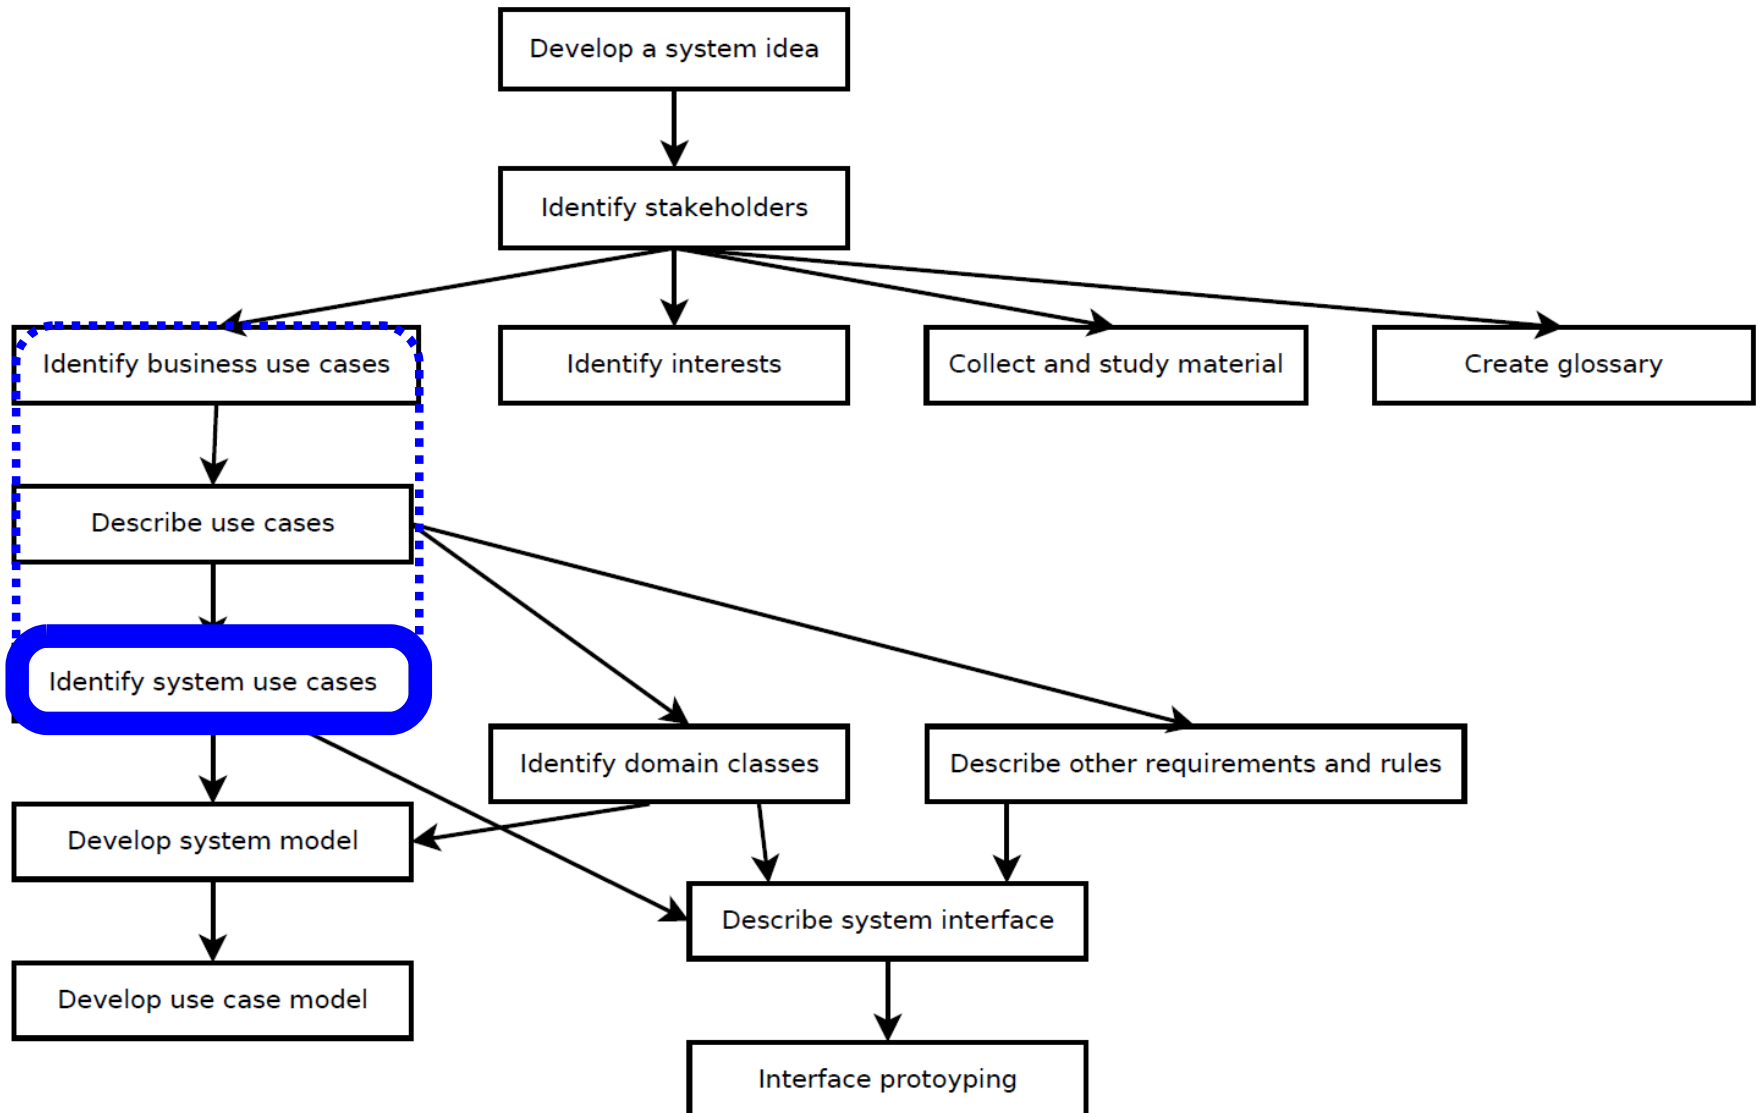 Develop a system idea
Identify stakeholders
Identify business use cases
Identify interests
Collect and study material
Create glossary
Describe use cases
Identify system use cases
Identify domain classes
Describe other requirements and rules
Develop system model
Describe system interface
Develop use case model
Interface protoyping